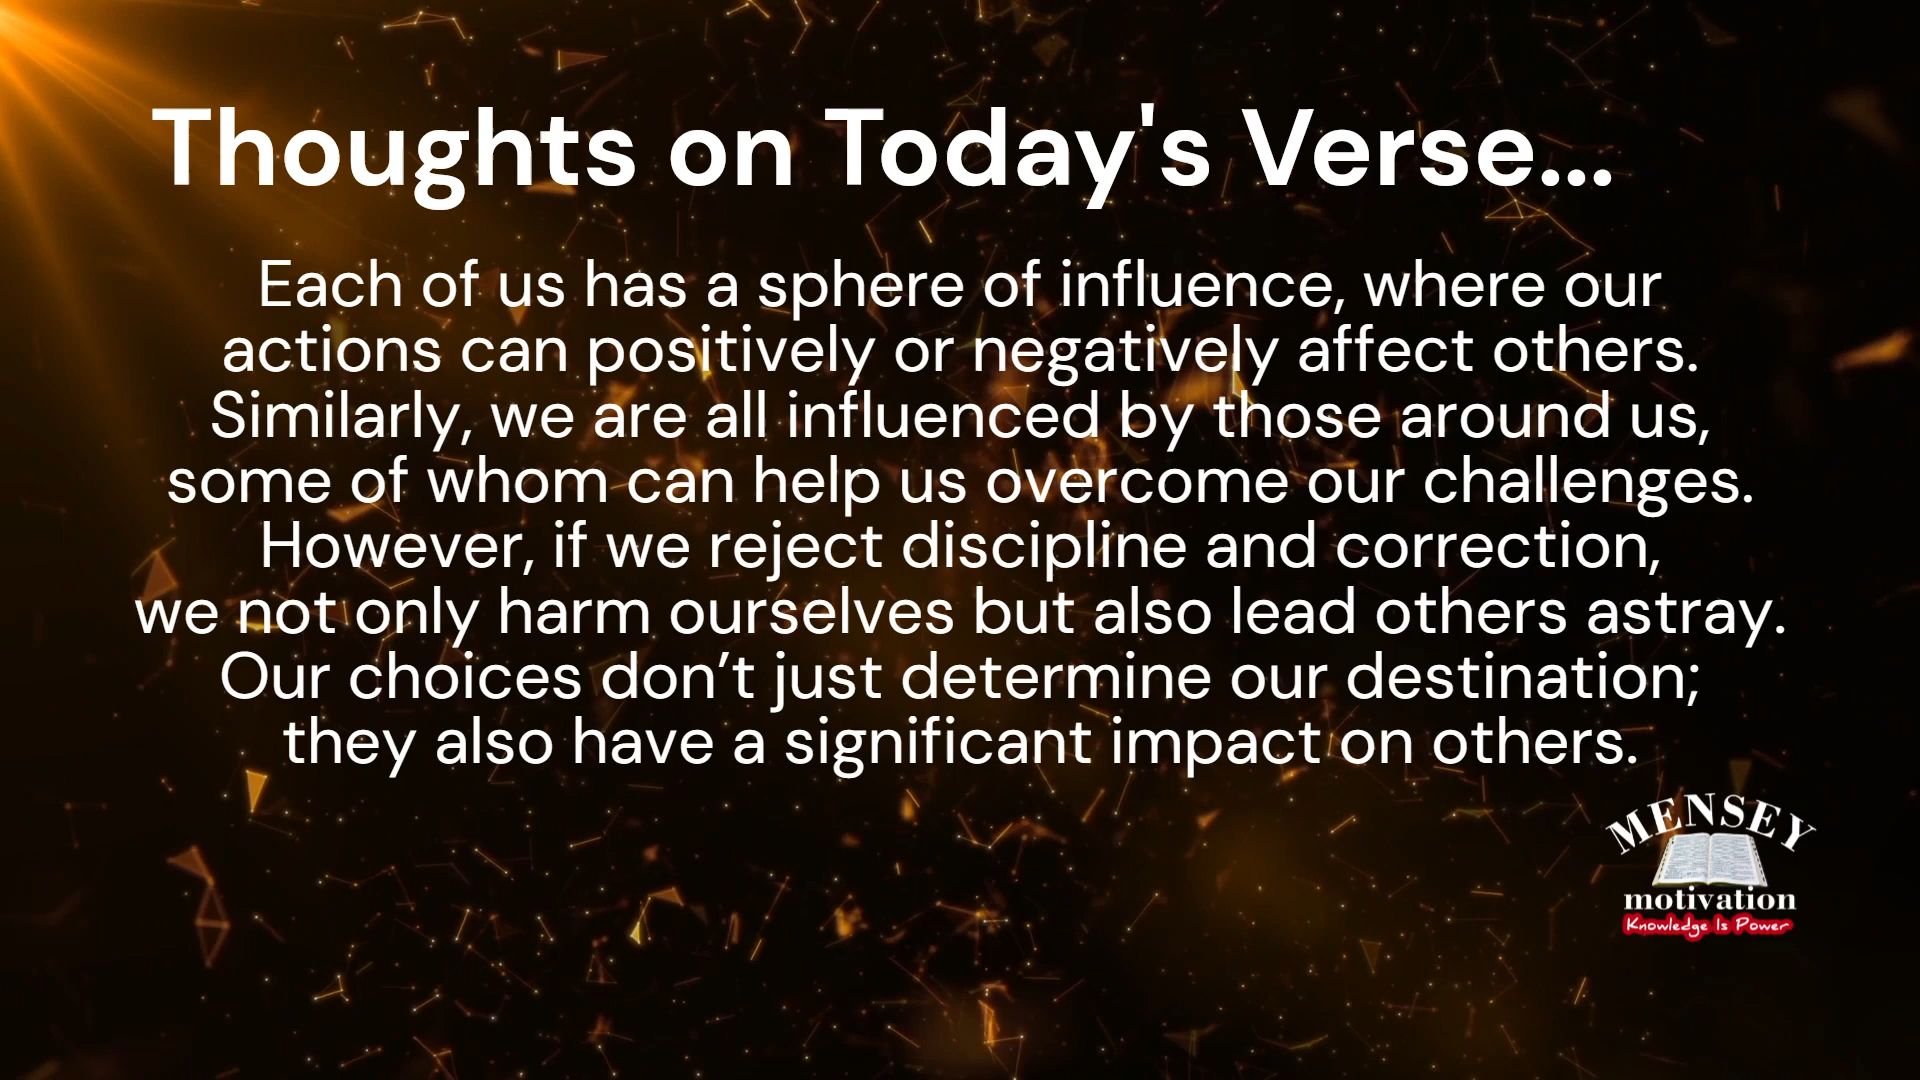 Thoughts on Today's Verse...
Each of us has a sphere of influence, where our
actions can positively or negatively affect others.
Similarly, we are all influenced by those around us,
some of whom can help us overcome our challenges.
However, if we reject discipline and correction,
we not only harm ourselves but also lead others astray.
Our choices don’t just determine our destination;
they also have a significant impact on others.
MENSEY
motivation
Knowledge Is Power